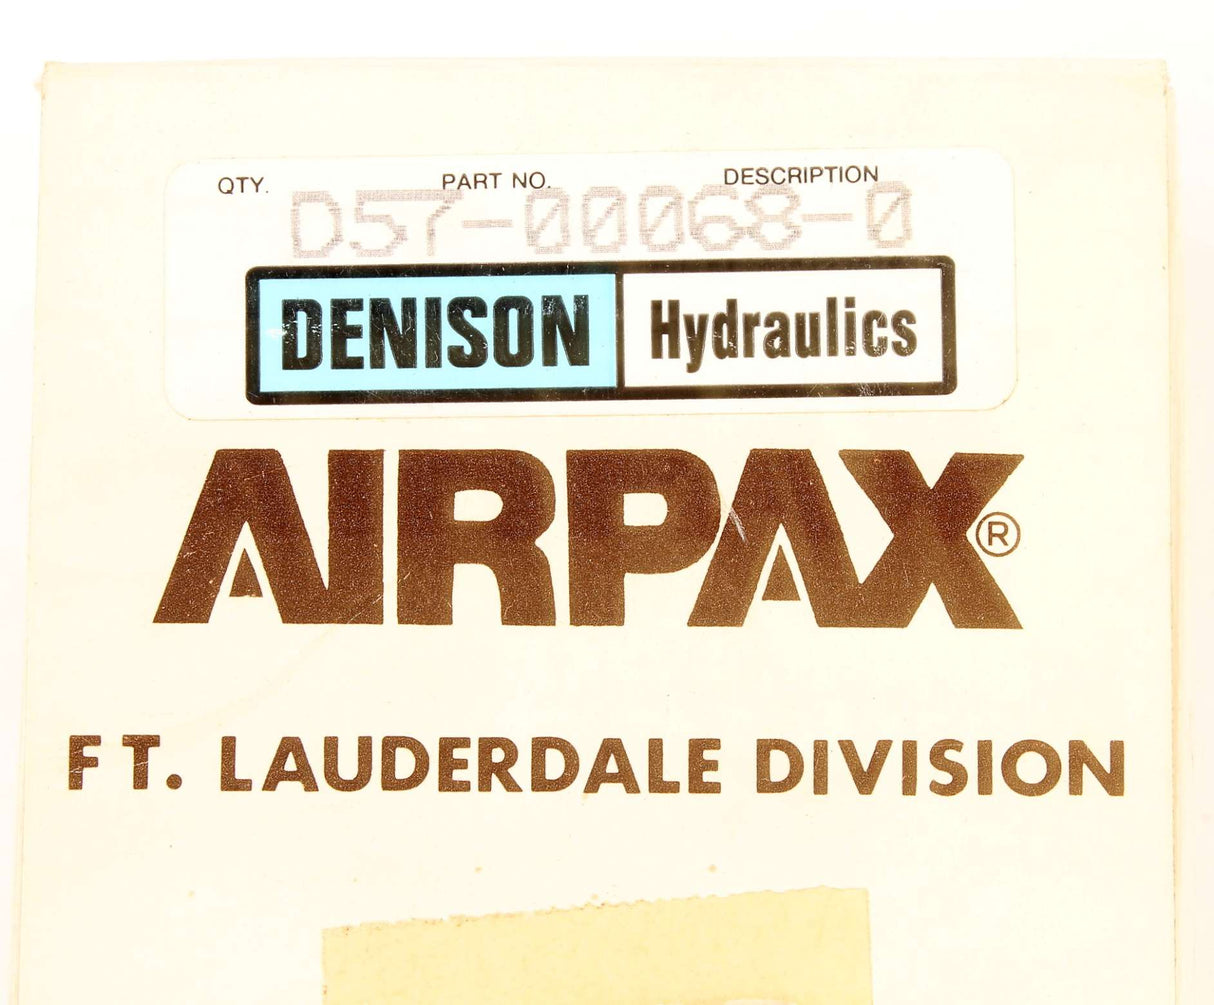 QTY. PART NO. DESCRIPTION
D57-00068-0
DENISON Hydraulics
AIRPAX®
FT. LAUDERDALE DIVISION